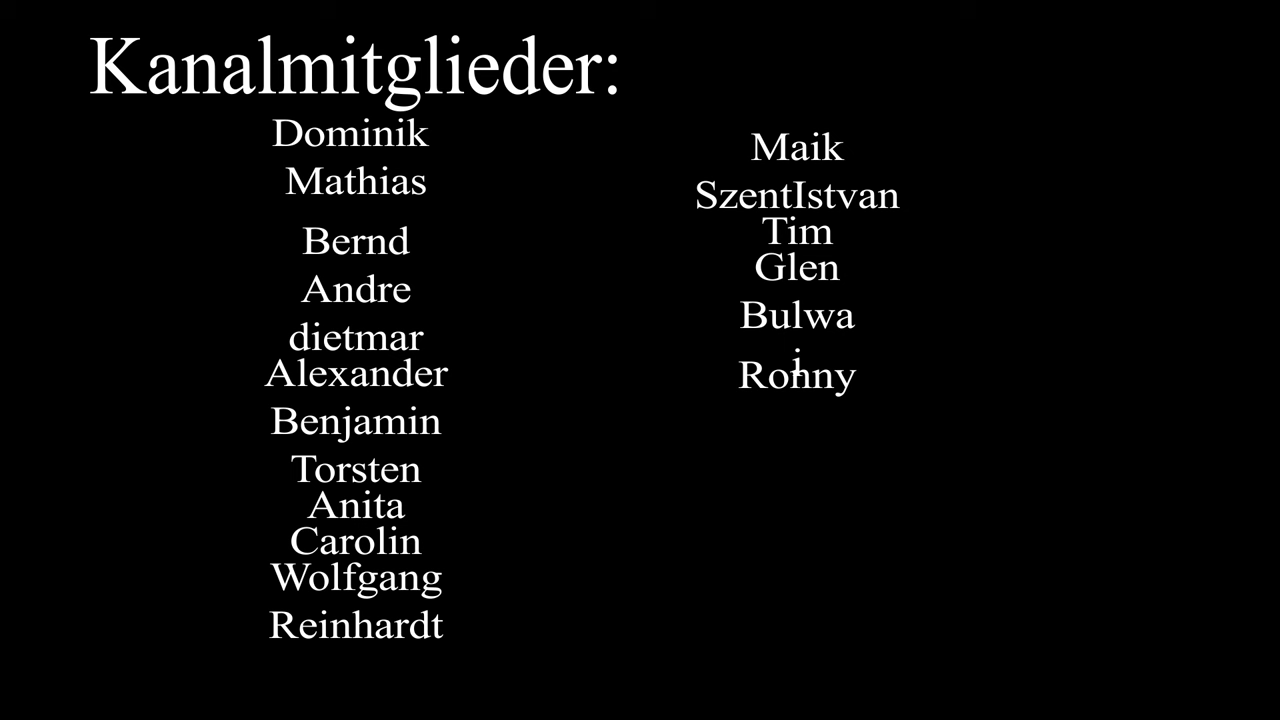 Kanalmitglieder:
Dominik
Mathias
Bernd
Andre
dietmar
Alexander
Benjamin
Torsten
Anita
Carolin
Wolfgang
Reinhardt
Maik
SzentIstvan
Tim
Glen
Bulwa
i
Ronny